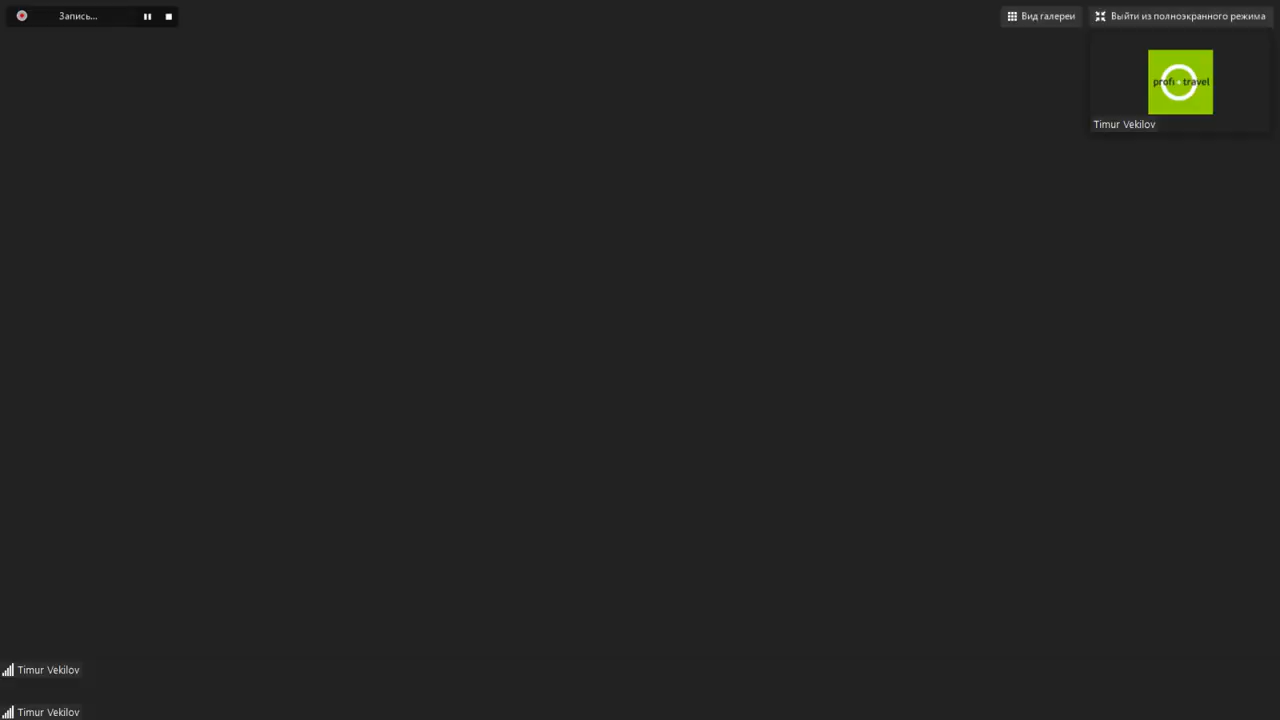 Запись...
Вид галереи
Выйти из полноэкранного режима
profi travel
Timur Vekilov
Timur Vekilov
Timur Vekilov